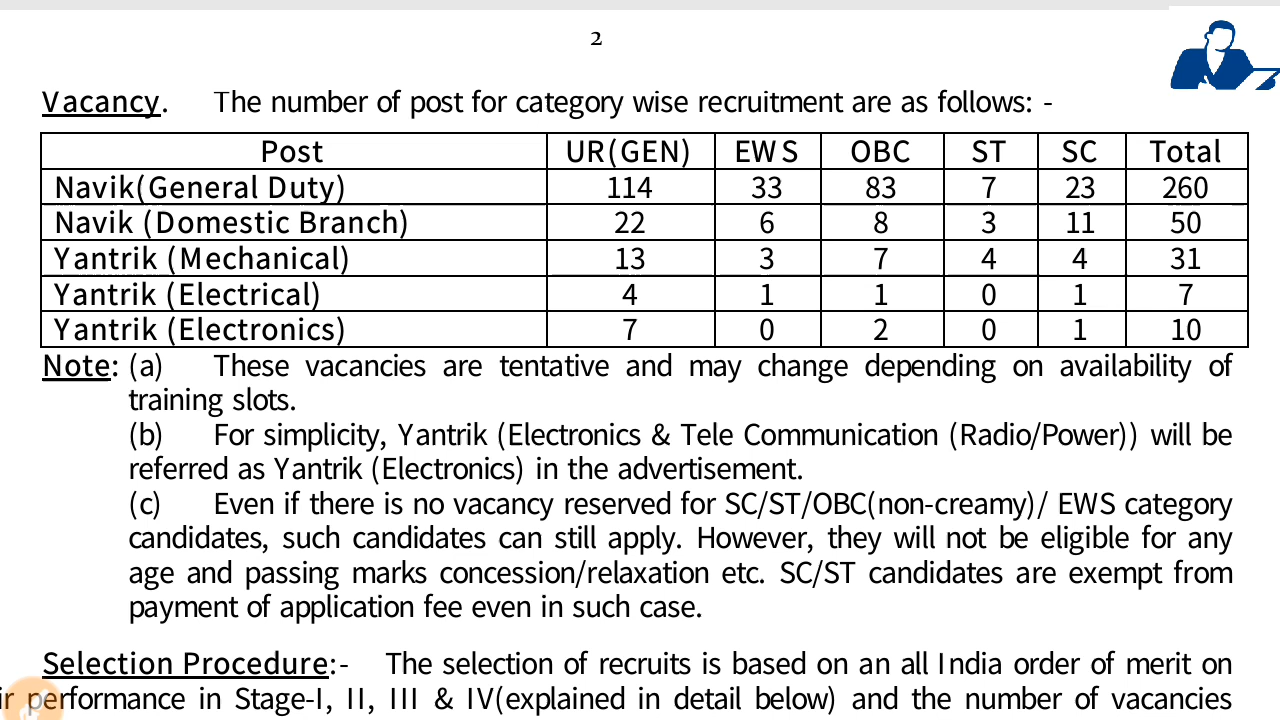 2
Vacancy. The number of post for category wise recruitment are as follows: -
Post UR(GEN) EWS OBC ST SC Total
Navik(General Duty) 114 33 83 7 23 260
Navik (Domestic Branch) 22 6 8 3 11 50
Yantrik (Mechanical) 13 3 7 4 4 31
Yantrik (Electrical) 4 1 1 0 1 7
Yantrik (Electronics) 7 0 2 0 1 10
Note: (a) These vacancies are tentative and may change depending on availability of
training slots.
(b) For simplicity, Yantrik (Electronics & Tele Communication (Radio/Power)) will be
referred as Yantrik (Electronics) in the advertisement.
(c) Even if there is no vacancy reserved for SC/ST/OBC(non-creamy)/ EWS category
candidates, such candidates can still apply. However, they will not be eligible for any
age and passing marks concession/relaxation etc. SC/ST candidates are exempt from
payment of application fee even in such case.
Selection Procedure:- The selection of recruits is based on an all India order of merit on
performance in Stage-I, II, III & IV(explained in detail below) and the number of vacancies